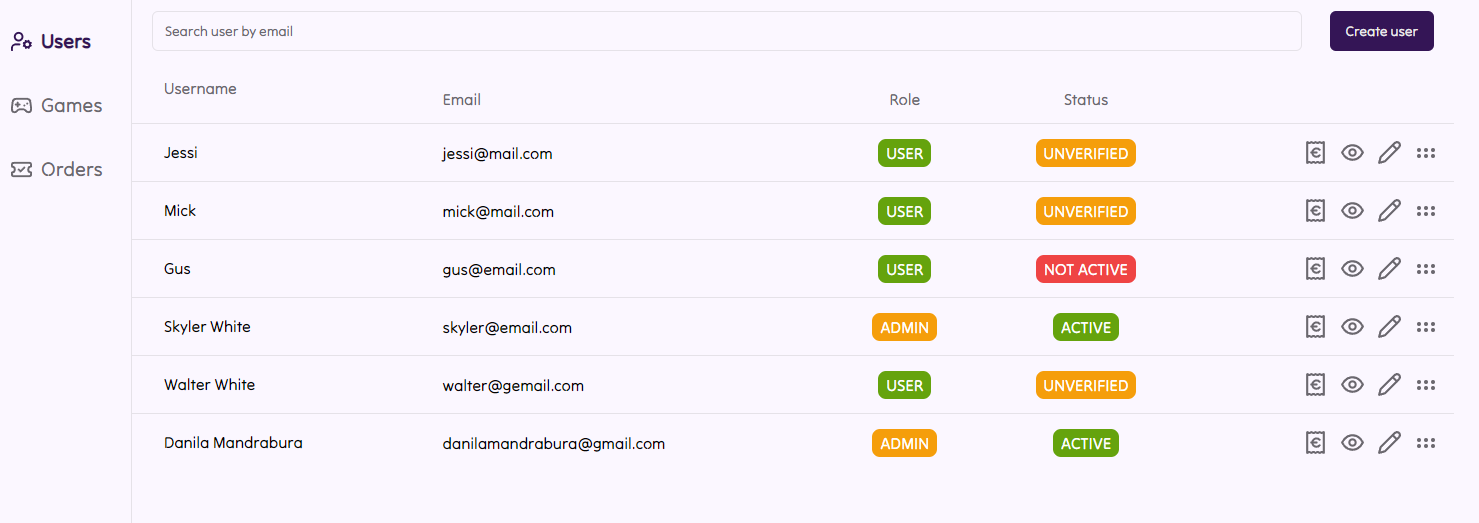 Users
Games
Orders
Search user by email
Create user
Username Email Role Status
Jessi jessi@mail.com USER UNVERIFIED €
Mick mick@mail.com USER UNVERIFIED €
Gus gus@email.com USER NOT ACTIVE €
Skyler White skyler@email.com ADMIN ACTIVE €
Walter White walter@gemail.com USER UNVERIFIED €
Danila Mandrabura danilamandrabura@gmail.com ADMIN ACTIVE €